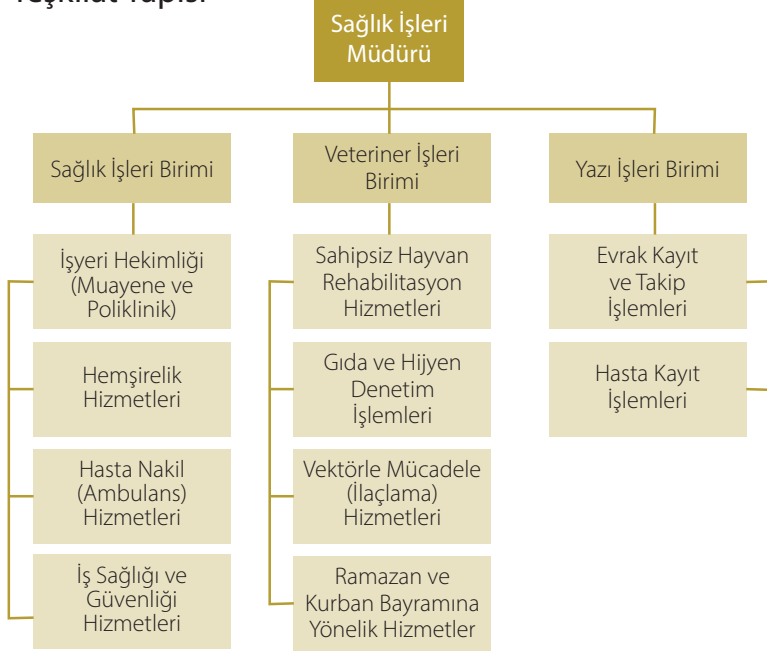 Teşkilat Yapısı
Sağlık İşleri
Müdürü
Sağlık İşleri Birimi
Veteriner İşleri
Birimi
Yazı İşleri Birimi
İşyeri Hekimliği
(Muayene ve
Poliklinik)
Hemşirelik
Hizmetleri
Hasta Nakil
(Ambulans)
Hizmetleri
İş Sağlığı ve
Güvenliği
Hizmetleri
Sahipsiz Hayvan
Rehabilitasyon
Hizmetleri
Gıda ve Hijyen
Denetim
İşlemleri
Vektörle Mücadele
(İlaçlama)
Hizmetleri
Ramazan ve
Kurban Bayramına
Yönelik Hizmetler
Evrak Kayıt
ve Takip
İşlemleri
Hasta Kayıt
İşlemleri